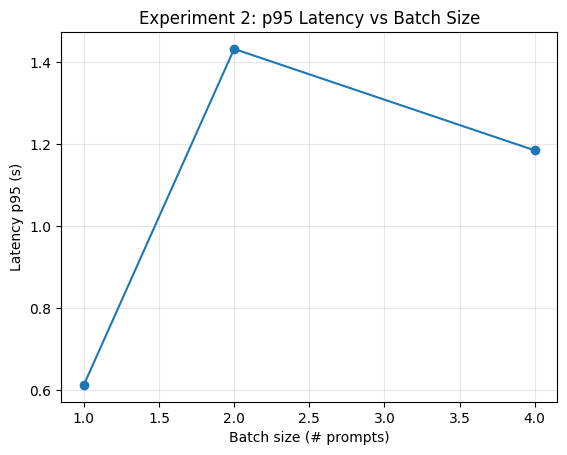 Experiment 2: p95 Latency vs Batch Size
Latency p95 (s)
1.4
1.2
1.0
0.8
0.6
1.0 1.5 2.0 2.5 3.0 3.5 4.0
Batch size (# prompts)